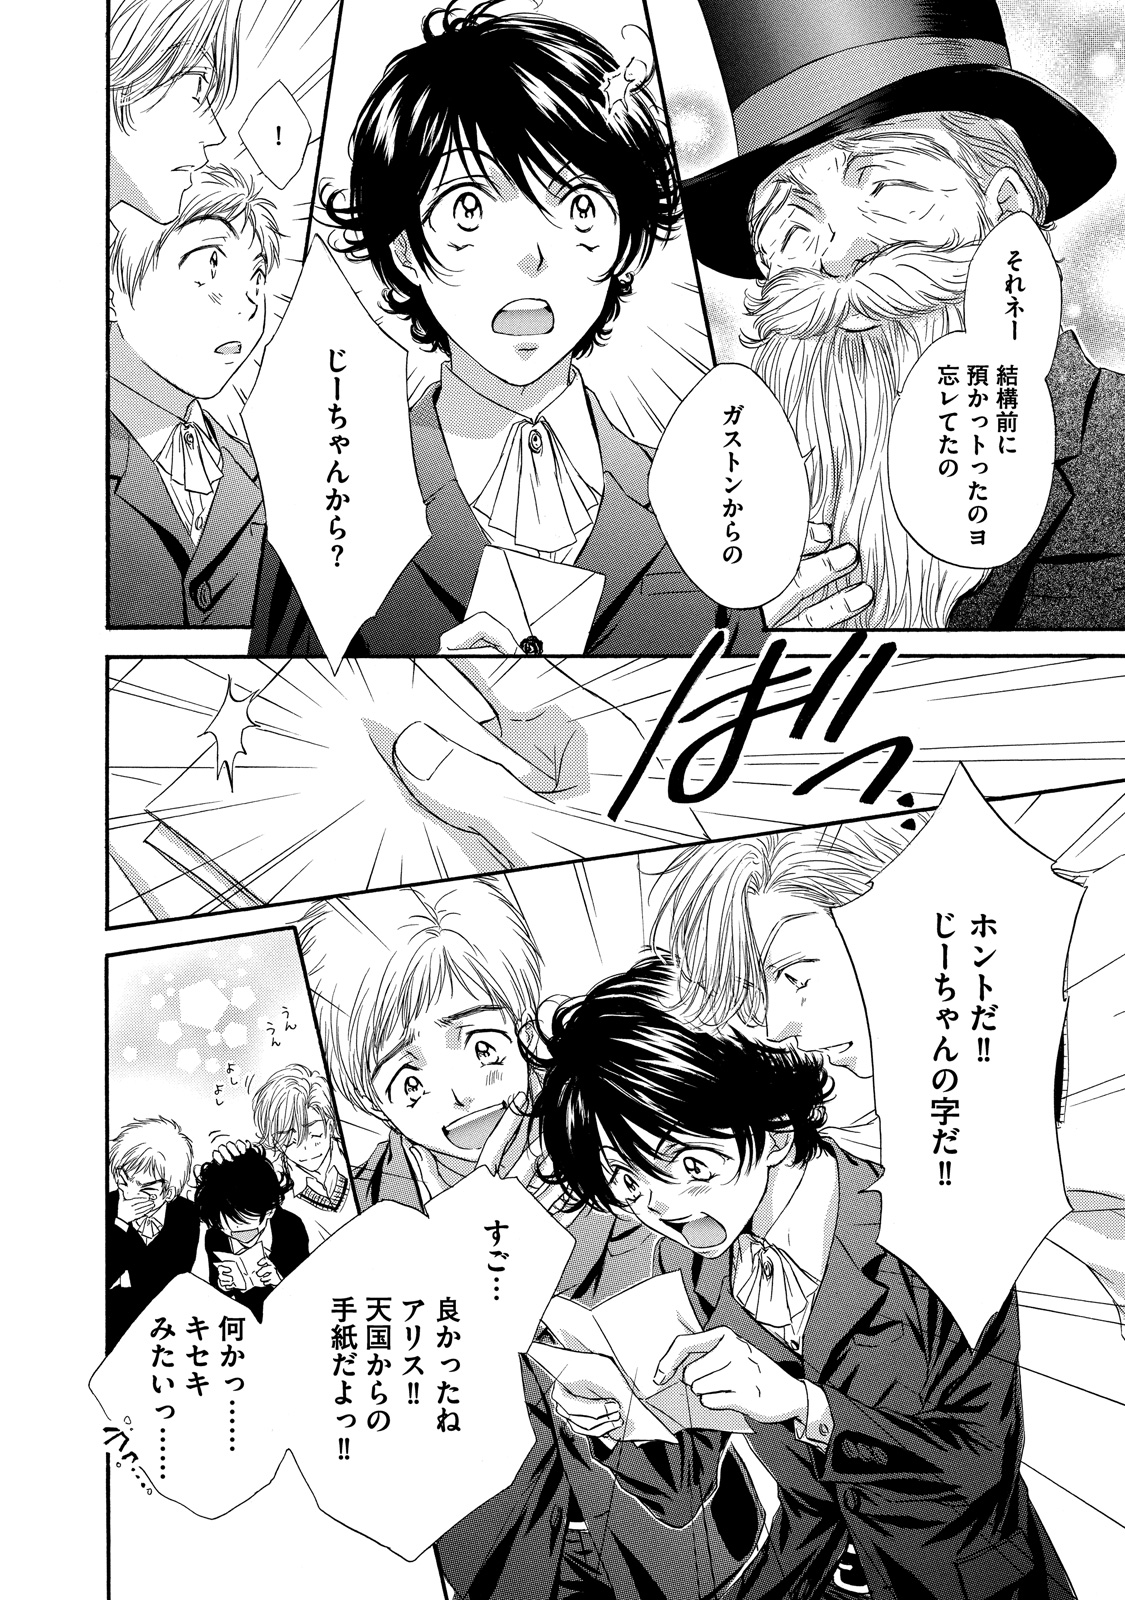 それネー
結構前に
預かっトったのヨ
忘レてたの
ガストンからの
じーちゃんから?
!
ばっ
ホントだ!!
じーちゃんの字だ!!
すご…
良かったね
アリス!!
天国からの
手紙だよっ!!
うん
うん
よし
よし
何かっ……
キセキ
みたいっ……